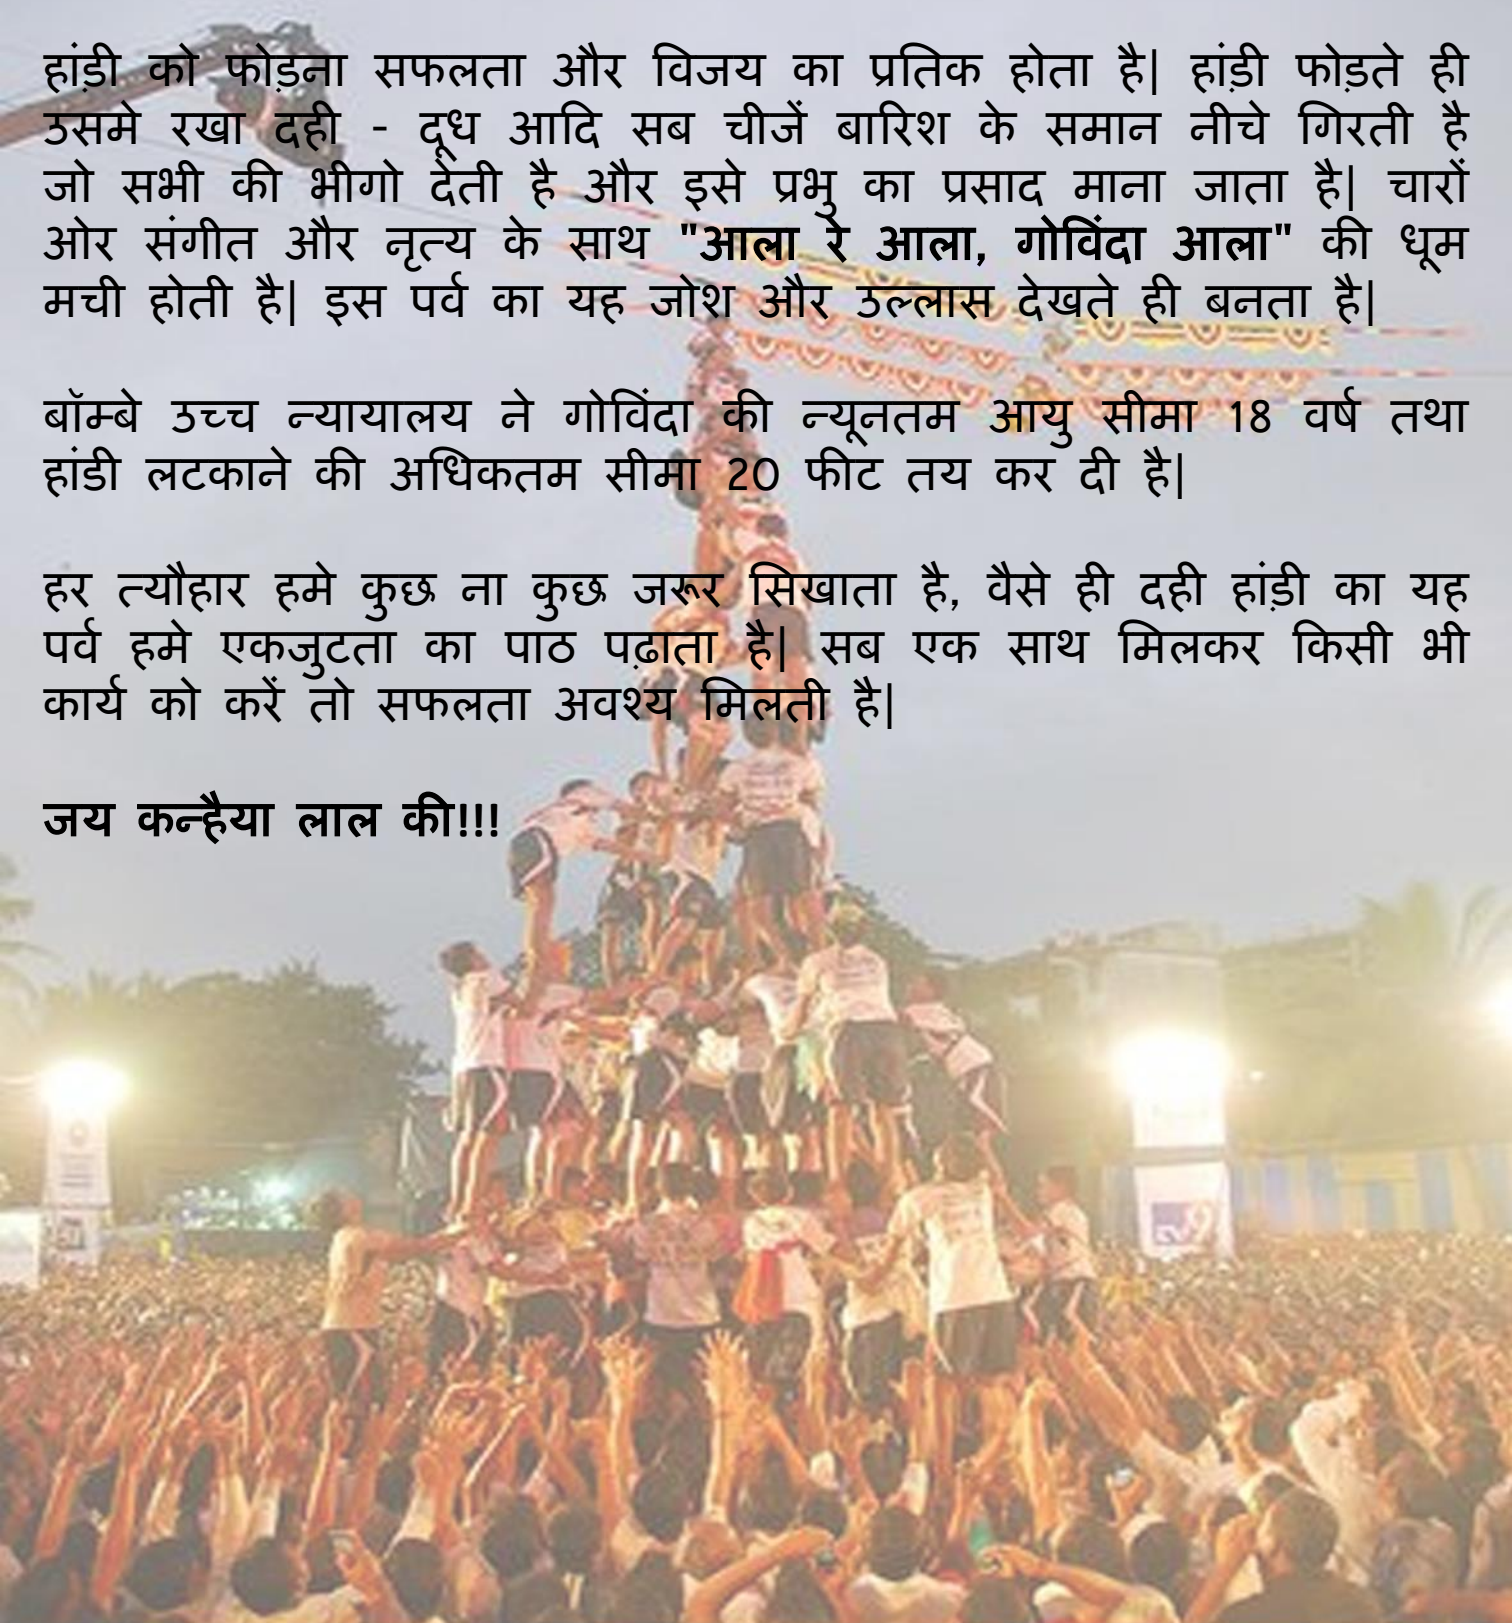 हांड़ी को फोड़ना सफलता और विजय का प्रतिक होता है| हांड़ी फोड़ते ही
उसमे रखा दही - दूध आदि सब चीजें बारिश के समान नीचे गिरती है
जो सभी की भीगो देती है और इसे प्रभु का प्रसाद माना जाता है| चारों
ओर संगीत और नृत्य के साथ "आला रे आला, गोविंदा आला" की धूम
मची होती है| इस पर्व का यह जोश और उल्लास देखते ही बनता है|
बॉम्बे उच्च न्यायालय ने गोविंदा की न्यूनतम आयु सीमा 18 वर्ष तथा
हांडी लटकाने की अधिकतम सीमा 20 फीट तय कर दी है|
हर त्यौहार हमे कुछ ना कुछ जरूर सिखाता है, वैसे ही दही हांड़ी का यह
पर्व हमे एकजुटता का पाठ पढ़ाता है| सब एक साथ मिलकर किसी भी
कार्य को करें तो सफलता अवश्य मिलती है|
जय कन्हैया लाल की!!!